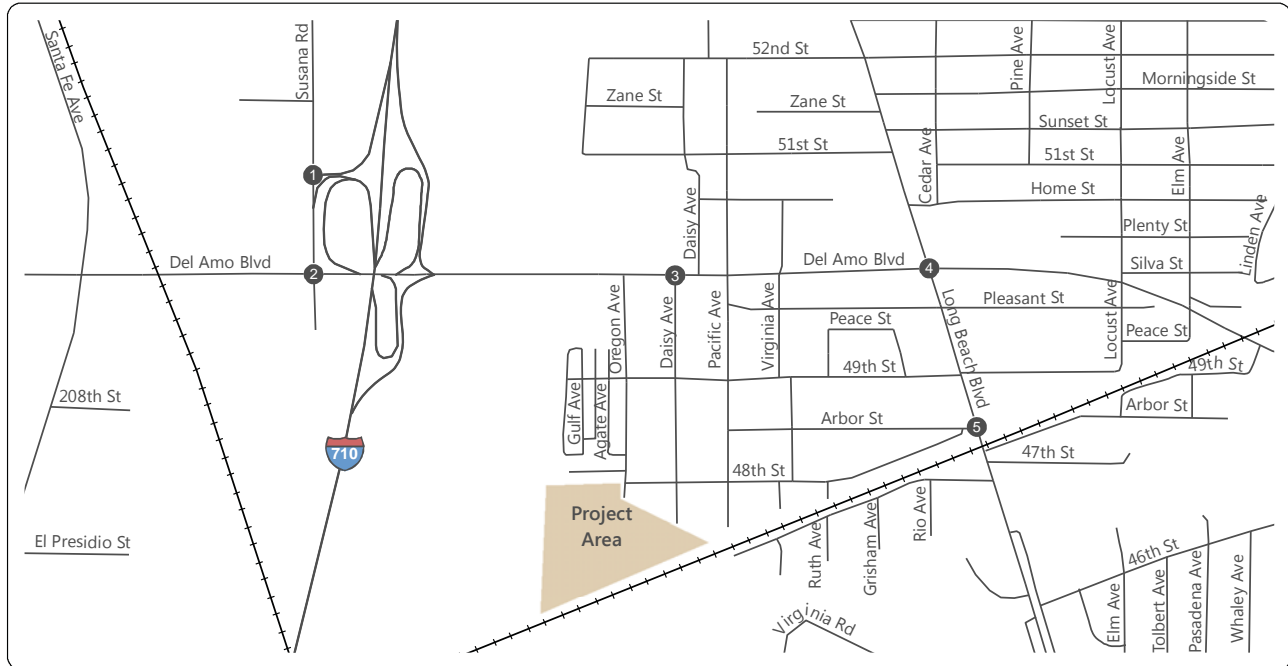 Santa Fe Ave
Susana Rd
52nd St
Pine Ave
Locust Ave
Morningside St
Zane St
Zane St
Sunset St
51st St
Cedar Ave
51st St
Elm Ave
1
Daisy Ave
Home St
Plenty St
Linden Ave
Del Amo Blvd
2
3
Del Amo Blvd
4
Silva St
Oregon Ave
Daisy Ave
Pacific Ave
Virginia Ave
Long Beach Blvd
Pleasant St
Peace St
Locust Ave
Peace St
49th St
49th St
208th St
Gulf Ave
Agate Ave
Arbor St
5
Arbor St
710
48th St
47th St
Project
Area
El Presidio St
Ruth Ave
Grisham Ave
Rio Ave
46th St
Virginia Rd
Elm Ave
Tolbert Ave
Pasadena Ave
Whaley Ave